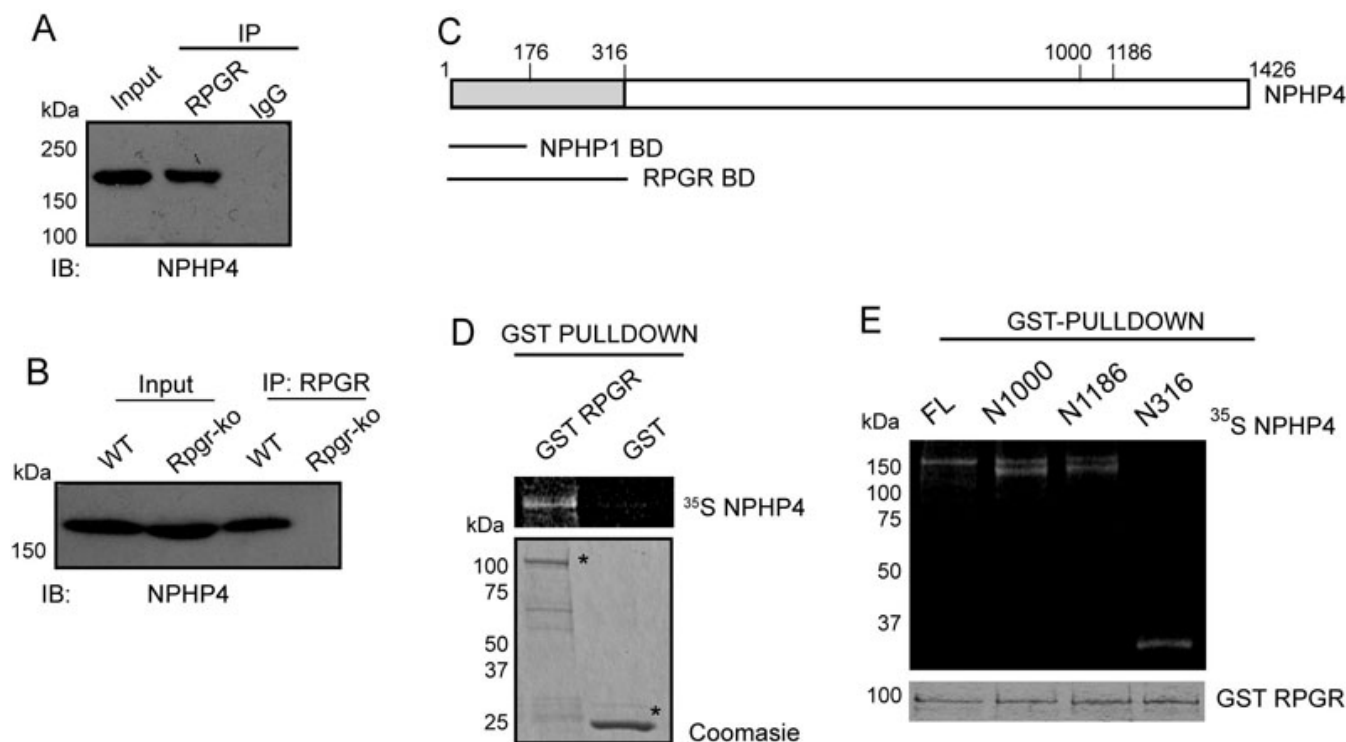 A
IP
Input
RPGR
IgG
kDa
250
150
100
IB: NPHP4
B
Input
IP: RPGR
WT
Rpgr-ko
WT
Rpgr-ko
kDa
150
IB: NPHP4
C
1
176
316
1000
1186
1426
NPHP4
NPHP1 BD
RPGR BD
D
GST PULLDOWN
GST RPGR
GST
35S NPHP4
kDa
100
*
75
50
37
25
*
Coomasie
E
GST-PULLDOWN
FL
N1000
N1186
N316
35S NPHP4
kDa
150
100
75
50
37
100
GST RPGR